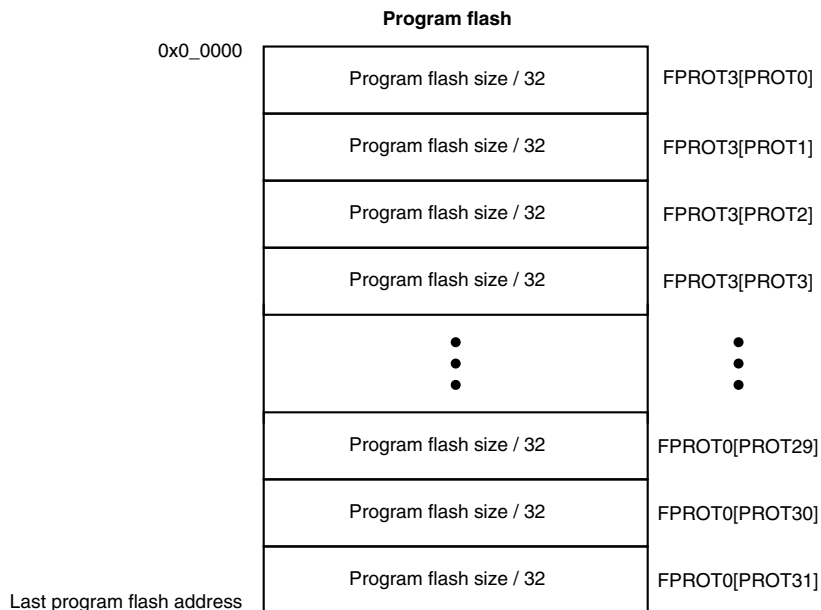 Program flash
0x0_0000
Program flash size / 32 FPROT3[PROT0]
Program flash size / 32 FPROT3[PROT1]
Program flash size / 32 FPROT3[PROT2]
Program flash size / 32 FPROT3[PROT3]
Program flash size / 32 FPROT0[PROT29]
Program flash size / 32 FPROT0[PROT30]
Program flash size / 32 FPROT0[PROT31]
Last program flash address